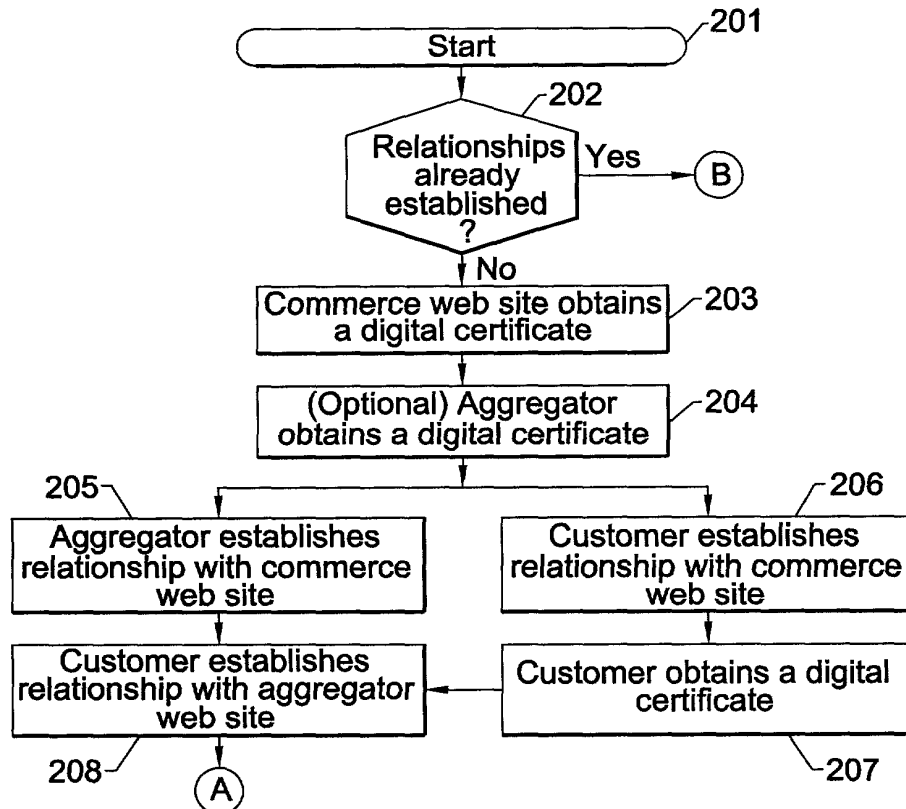 201
Start
202
Relationships
already
established
?
Yes
B
No
Commerce web site obtains
a digital certificate
203
(Optional) Aggregator
obtains a digital certificate
204
205
Aggregator establishes
relationship with commerce
web site
206
Customer establishes
relationship with commerce
web site
Customer establishes
relationship with aggregator
web site
208
Customer obtains a digital
certificate
207
A